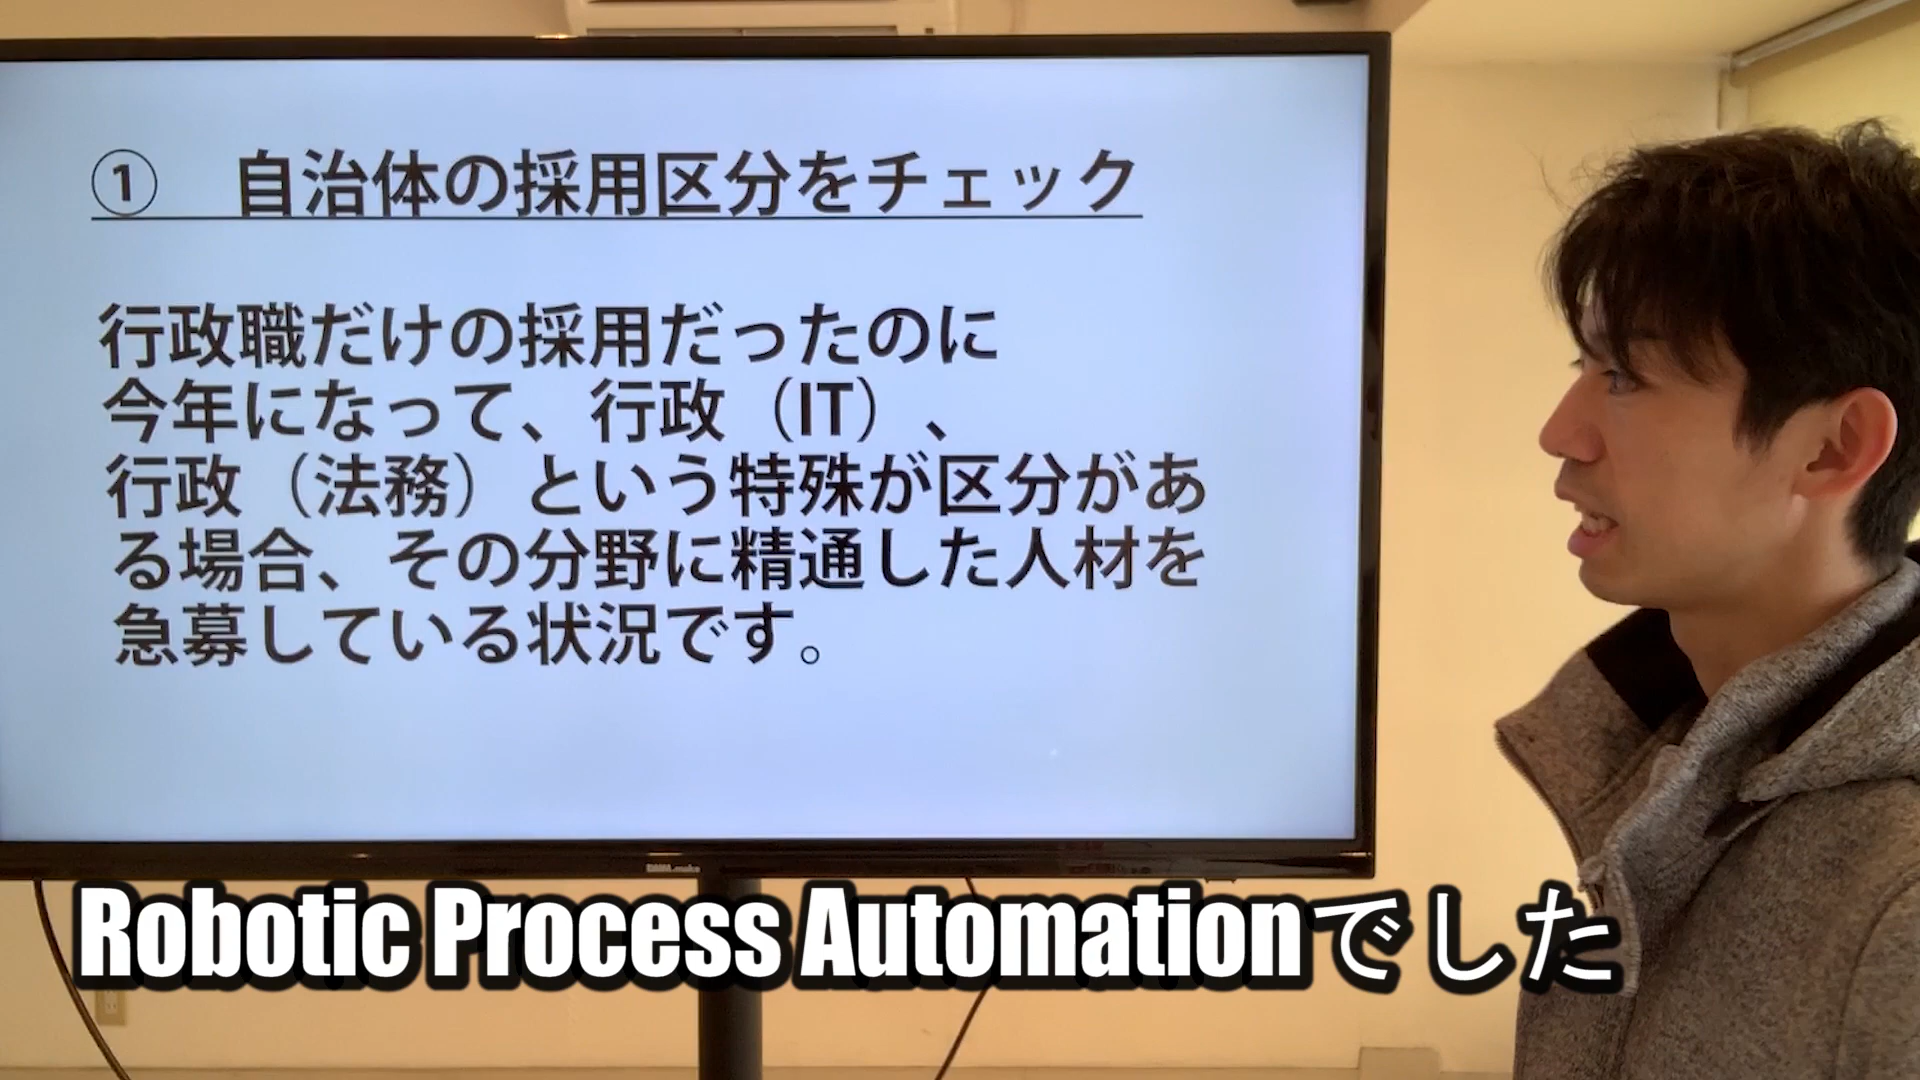 ① 自治体の採用区分をチェック
行政職だけの採用だったのに
今年になって、行政（IT）、
行政（法務）という特殊が区分があ
る場合、その分野に精通した人材を
急募している状況です。
Robotic Process Automationでした